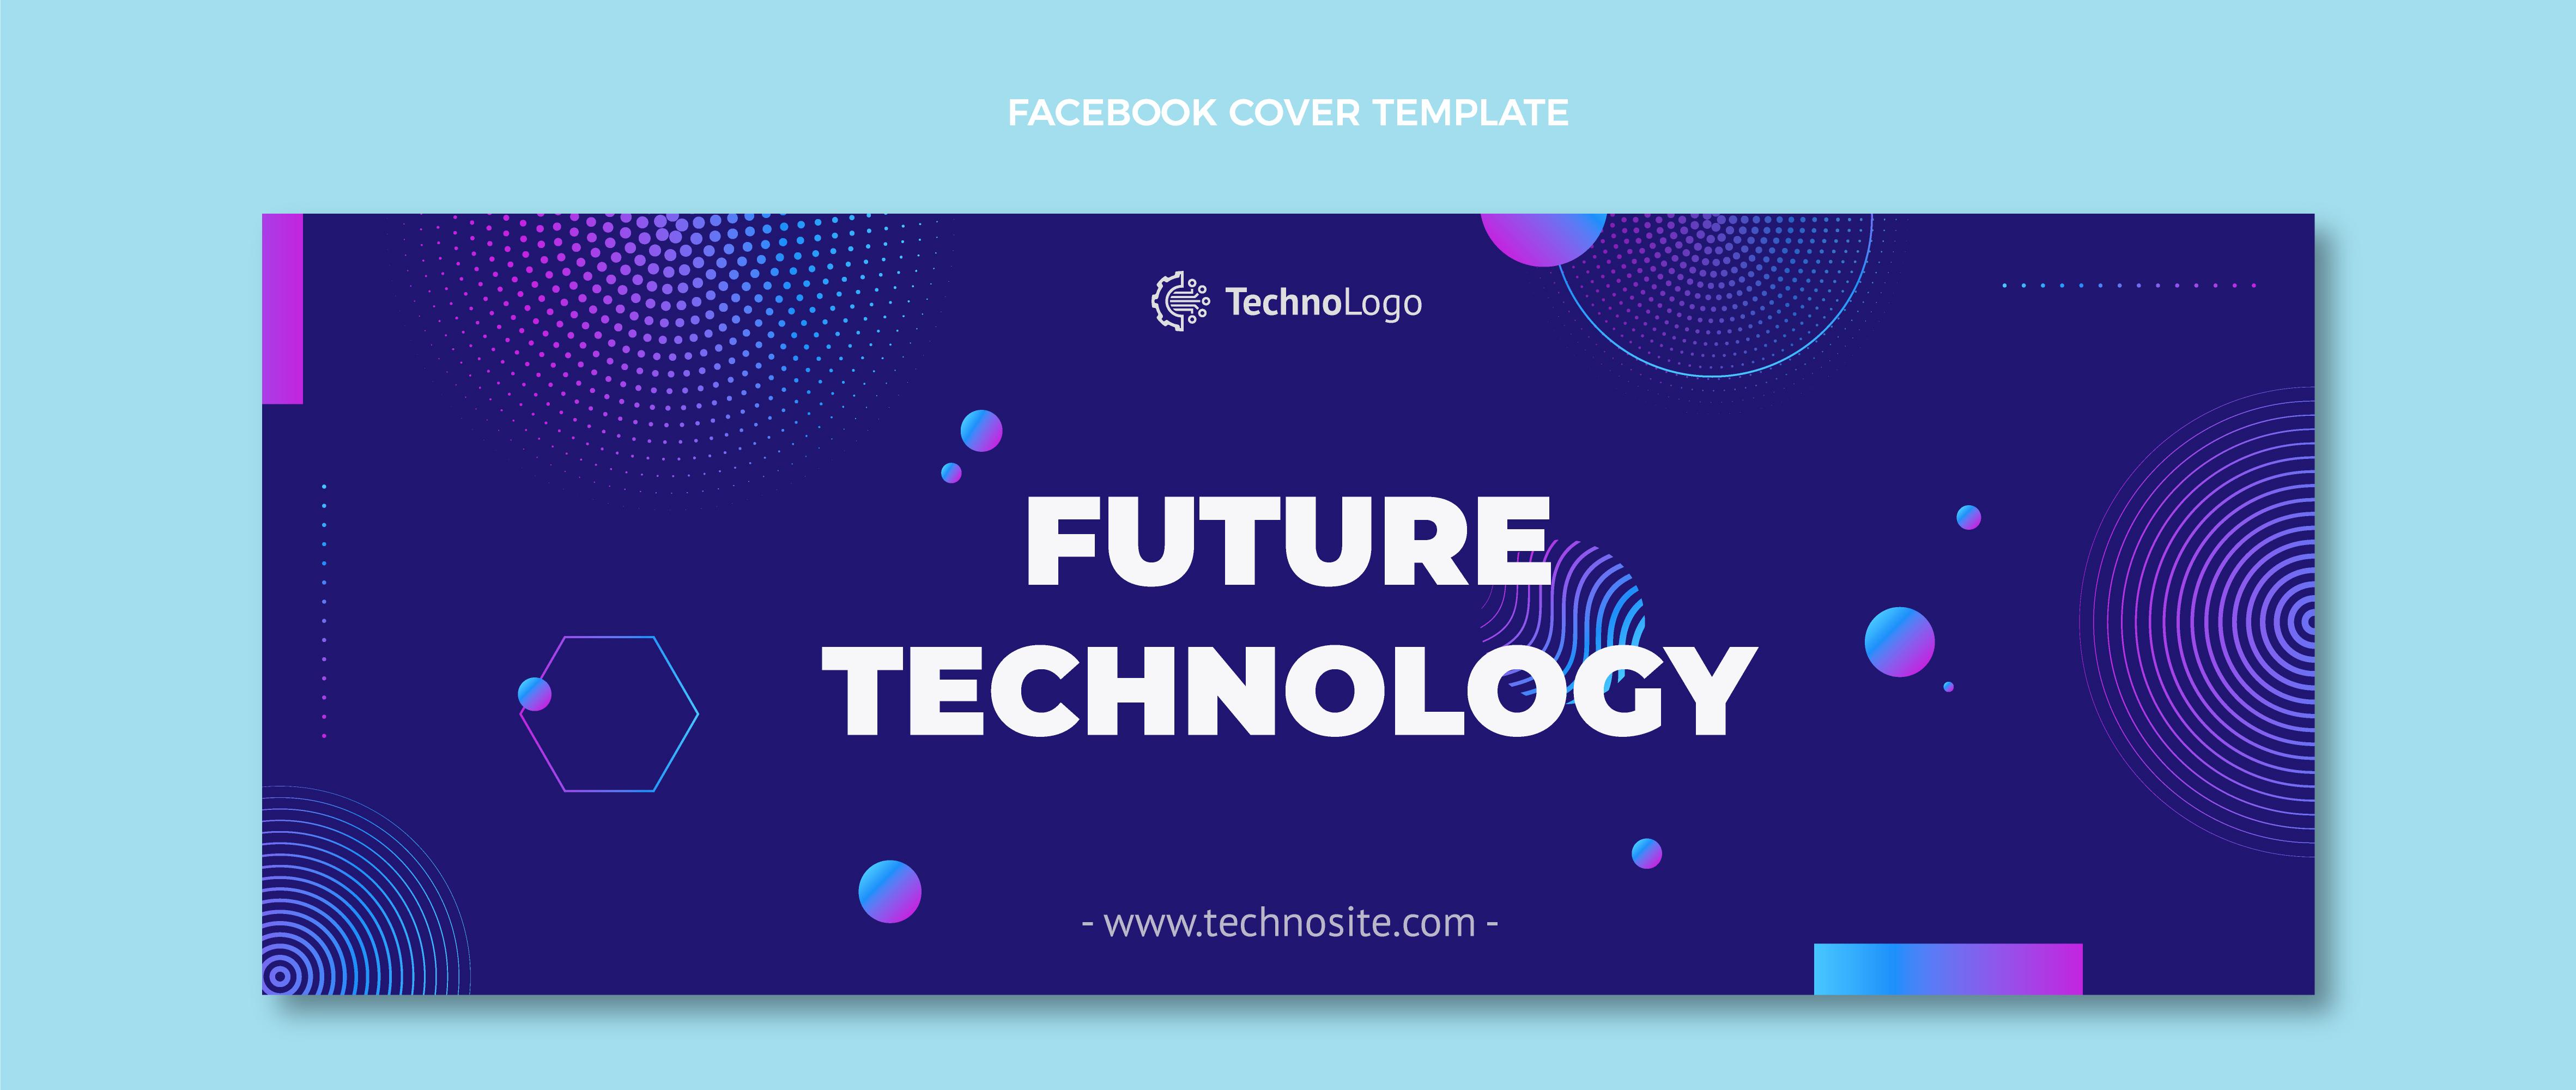 FACEBOOK COVER TEMPLATE
TechnoLogo
FUTURE
TECHNOLOGY
- www.technosite.com -